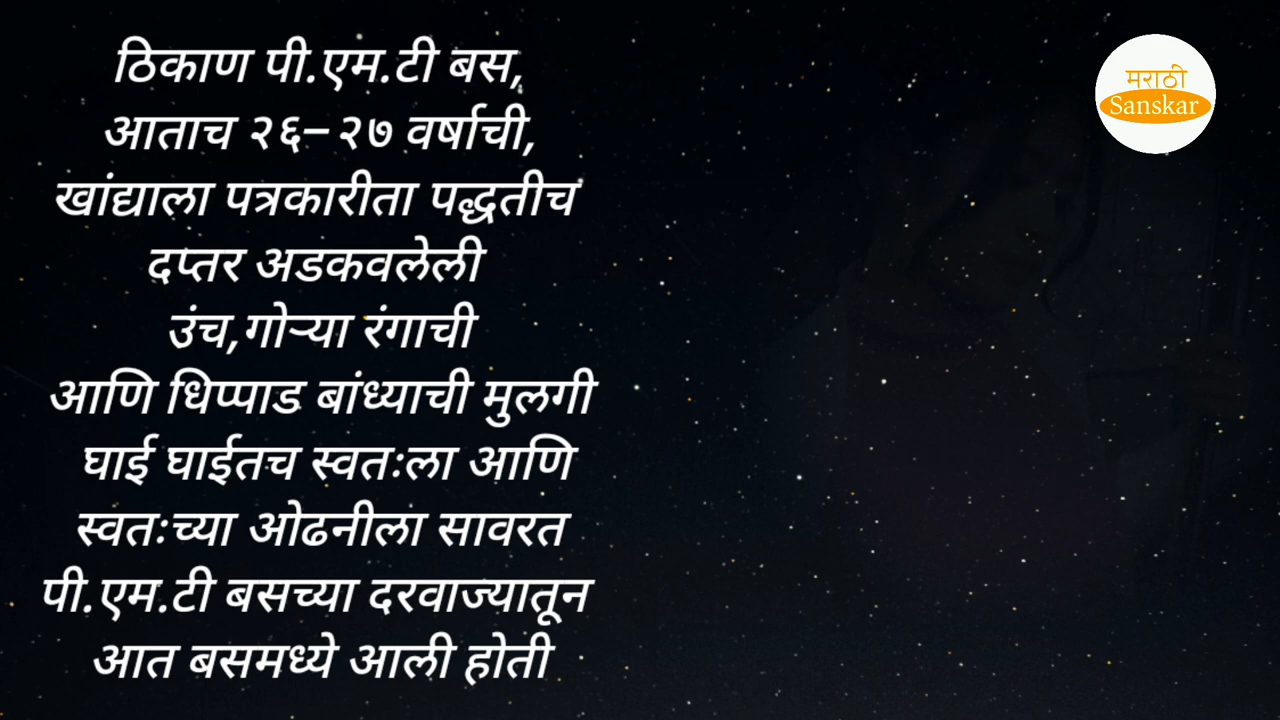 ठिकाण पी.एम.टी बस,
आताच २६–२७ वर्षाची,
खांद्याला पत्रकारीता पद्धतीच
दप्तर अडकवलेली
उंच,गोऱ्या रंगाची
आणि धिप्पाड बांध्याची मुलगी
घाई घाईतच स्वतःला आणि
स्वतःच्या ओढनीला सावरत
पी.एम.टी बसच्या दरवाज्यातून
आत बसमध्ये आली होती
मराठी
Sanskar